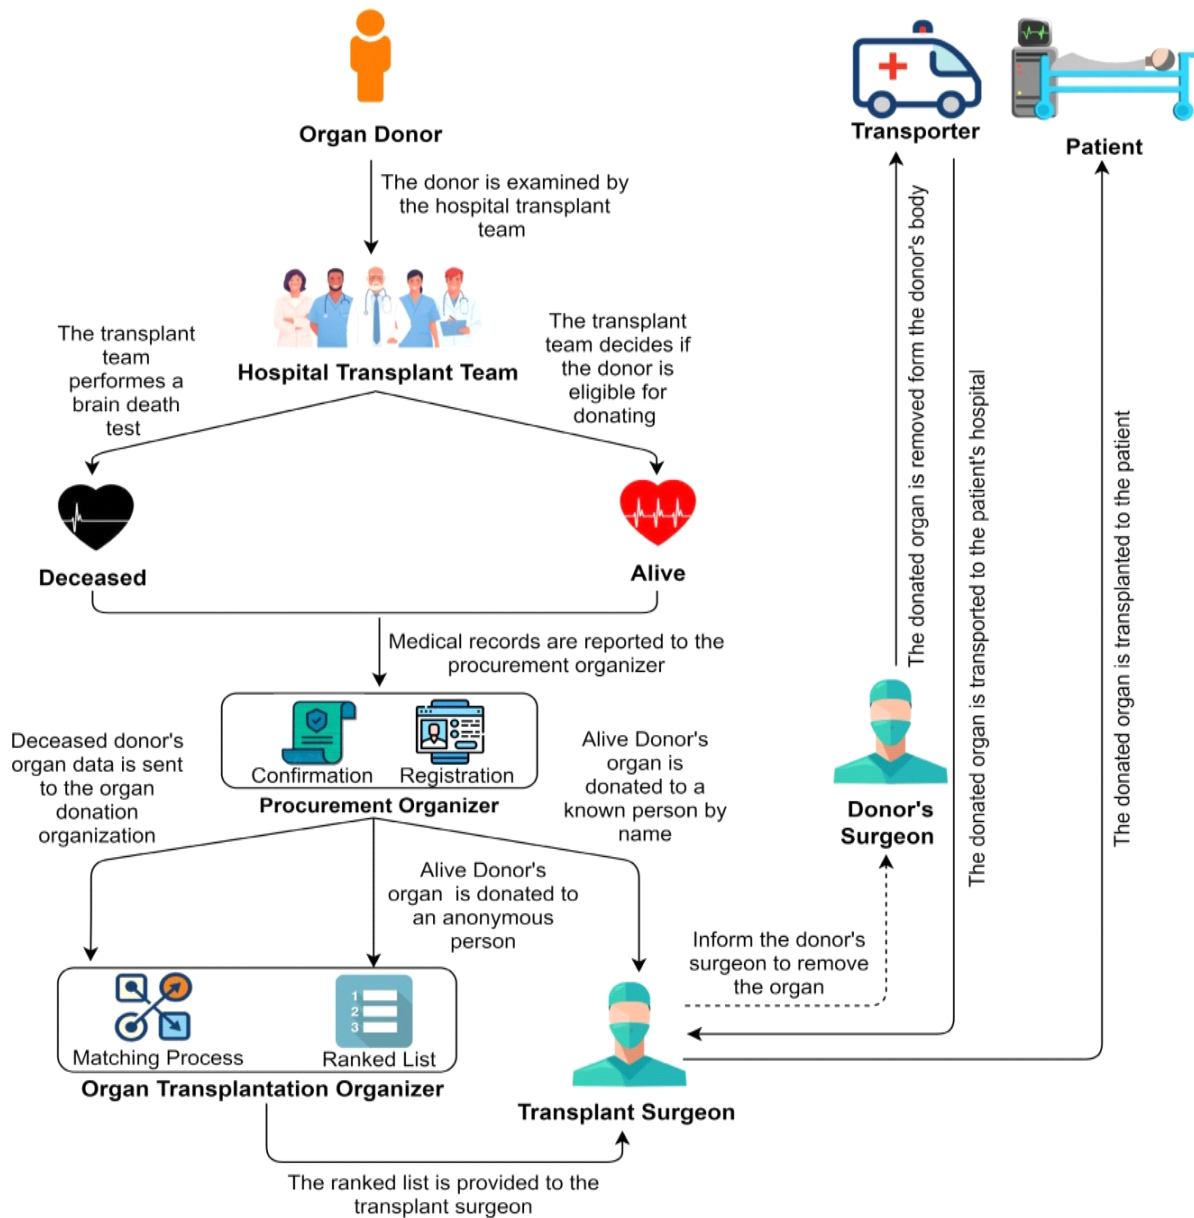 Organ Donor
The donor is examined by
the hospital transplant
team
Hospital Transplant Team
The transplant
team
performes a
brain death
test
The transplant
team decides if
the donor is
eligible for
donating
Deceased
Alive
Medical records are reported to the
procurement organizer
Confirmation
Registration
Procurement Organizer
Deceased donor's
organ data is sent
to the organ
donation
organization
Alive Donor's
organ is
donated to a
known person by
name
Alive Donor's
organ is donated to
an anonymous
person
1
2
3
Matching Process
Ranked List
Organ Transplantation Organizer
The ranked list is provided to the
transplant surgeon
Transplant Surgeon
Inform the donor's
surgeon to remove
the organ
Donor's
Surgeon
The donated organ is removed form the donor's body
Transporter
The donated organ is transported to the patient's hospital
The donated organ is transplanted to the patient
Patient